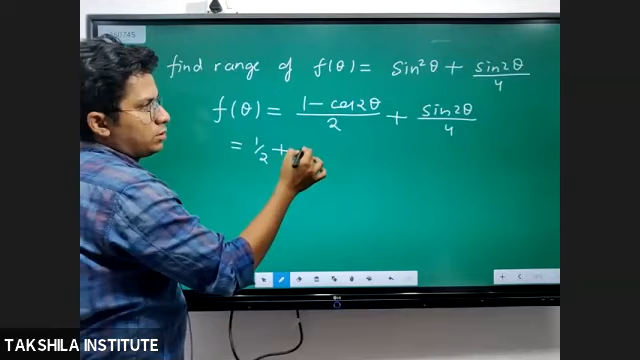 find range of f(θ) = sin²θ + sin2θ/4
f(θ) = 1 - cos2θ/2 + sin2θ/4
= 1/2 +
TAKSHILA INSTITUTE